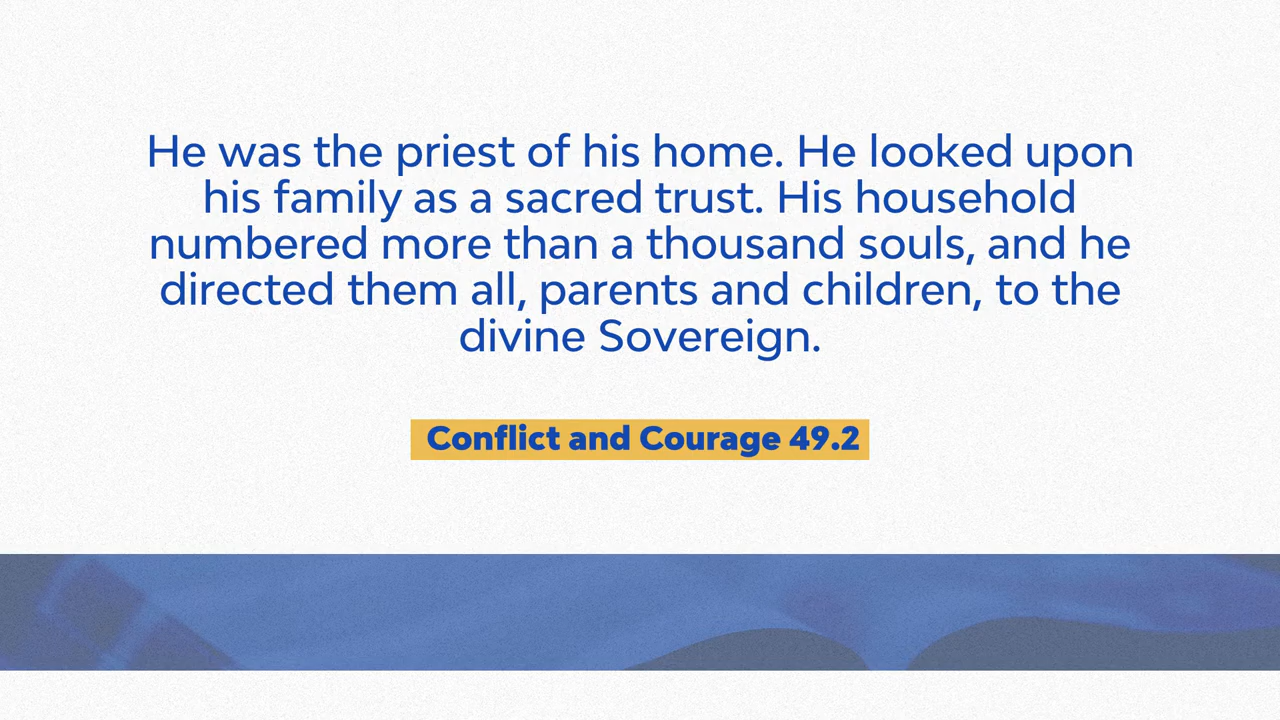 He was the priest of his home. He looked upon
his family as a sacred trust. His household
numbered more than a thousand souls, and he
directed them all, parents and children, to the
divine Sovereign.
Conflict and Courage 49.2